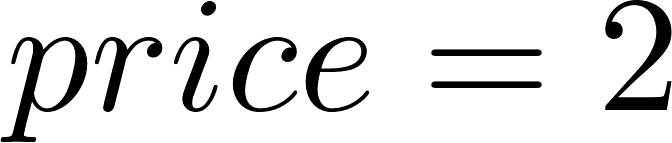 price = 2